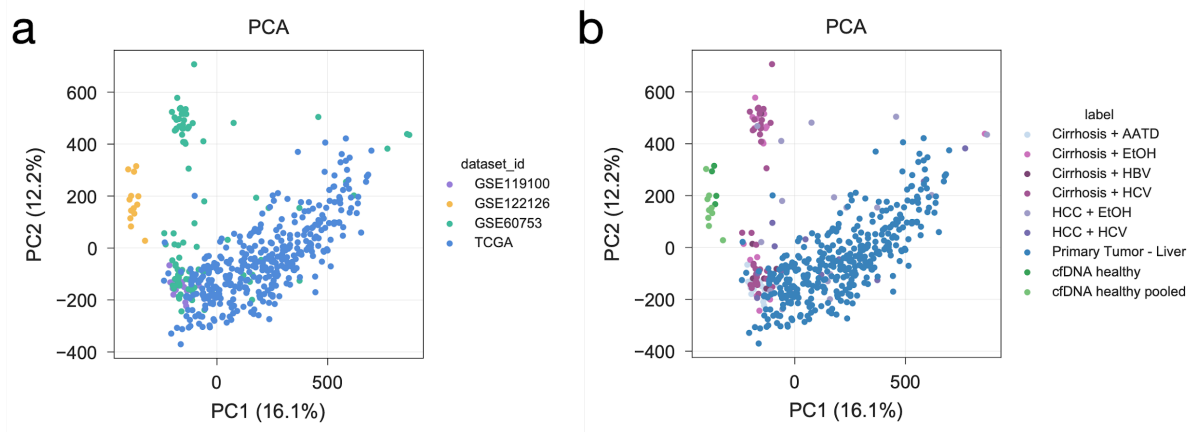 a
PCA
600
400
200
0
−200
−400
0
500
PC2 (12.2%)
PC1 (16.1%)
dataset_id
GSE119100
GSE122126
GSE60753
TCGA
b
PCA
600
400
200
0
−200
−400
0
500
PC2 (12.2%)
PC1 (16.1%)
label
Cirrhosis + AATD
Cirrhosis + EtOH
Cirrhosis + HBV
Cirrhosis + HCV
HCC + EtOH
HCC + HCV
Primary Tumor - Liver
cfDNA healthy
cfDNA healthy pooled